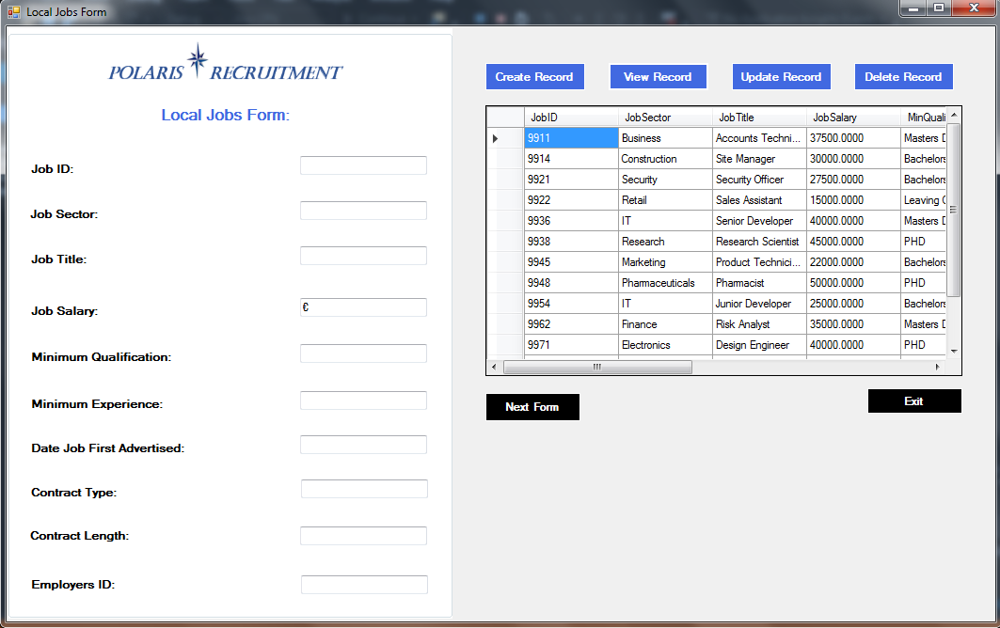 Local Jobs Form
POLARIS RECRUITMENT
Local Jobs Form:
Job ID:
Job Sector:
Job Title:
Job Salary: €
Minimum Qualification:
Minimum Experience:
Date Job First Advertised:
Contract Type:
Contract Length:
Employers ID:
Create Record View Record Update Record Delete Record
JobID JobSector JobTitle JobSalary MinQuali
9911 Business Accounts Techni... 37500.0000 Masters D
9914 Construction Site Manager 30000.0000 Bachelors
9921 Security Security Officer 27500.0000 Bachelors
9922 Retail Sales Assistant 15000.0000 Leaving C
9936 IT Senior Developer 40000.0000 Masters D
9938 Research Research Scientist 45000.0000 PHD
9945 Marketing Product Technici... 22000.0000 Bachelors
9948 Pharmaceuticals Pharmacist 50000.0000 PHD
9954 IT Junior Developer 25000.0000 Bachelors
9962 Finance Risk Analyst 35000.0000 Masters D
9971 Electronics Design Engineer 40000.0000 PHD
Next Form Exit